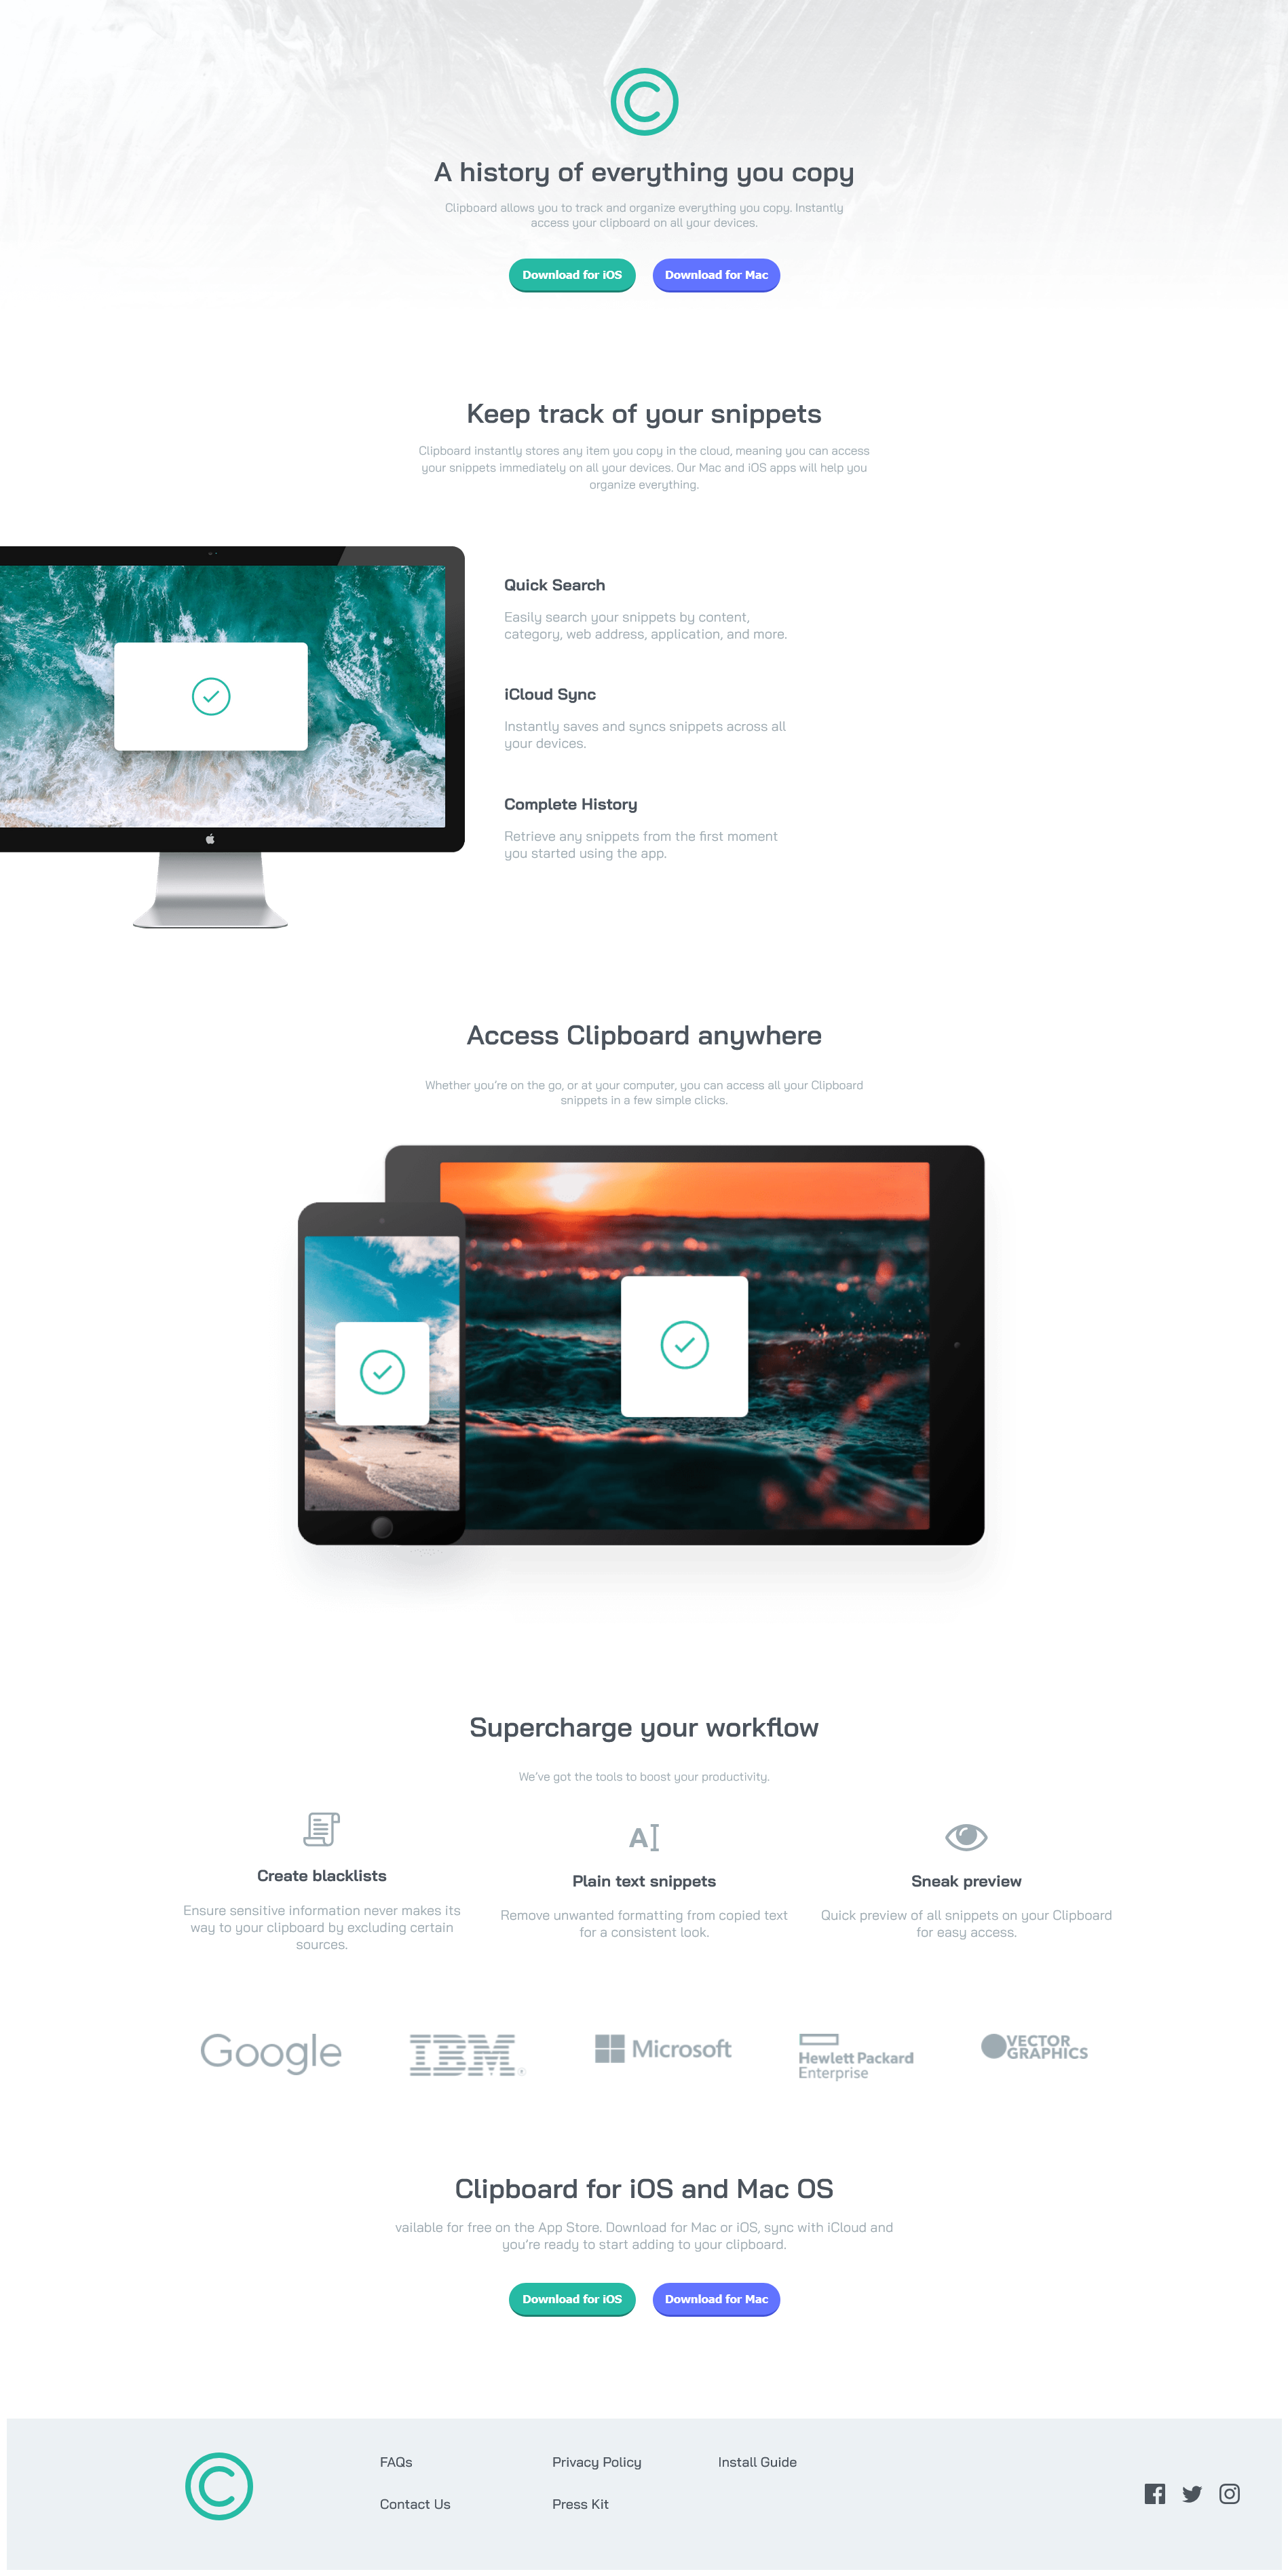 A history of everything you copy
Clipboard allows you to track and organize everything you copy. Instantly
access your clipboard on all your devices.
Download for iOS
Download for Mac
Keep track of your snippets
Clipboard instantly stores any item you copy in the cloud, meaning you can access
your snippets immediately on all your devices. Our Mac and iOS apps will help you
organize everything.
Quick Search
Easily search your snippets by content,
category, web address, application, and more.
iCloud Sync
Instantly saves and syncs snippets across all
your devices.
Complete History
Retrieve any snippets from the first moment
you started using the app.
Access Clipboard anywhere
Whether you’re on the go, or at your computer, you can access all your Clipboard
snippets in a few simple clicks.
Supercharge your workflow
We’ve got the tools to boost your productivity.
Create blacklists
Ensure sensitive information never makes its
way to your clipboard by excluding certain
sources.
Plain text snippets
Remove unwanted formatting from copied text
for a consistent look.
Sneak preview
Quick preview of all snippets on your Clipboard
for easy access.
Google
IBM
Microsoft
Hewlett Packard
Enterprise
VECTOR
GRAPHICS
Clipboard for iOS and Mac OS
vailable for free on the App Store. Download for Mac or iOS, sync with iCloud and
you’re ready to start adding to your clipboard.
Download for iOS
Download for Mac
FAQs
Contact Us
Privacy Policy
Press Kit
Install Guide